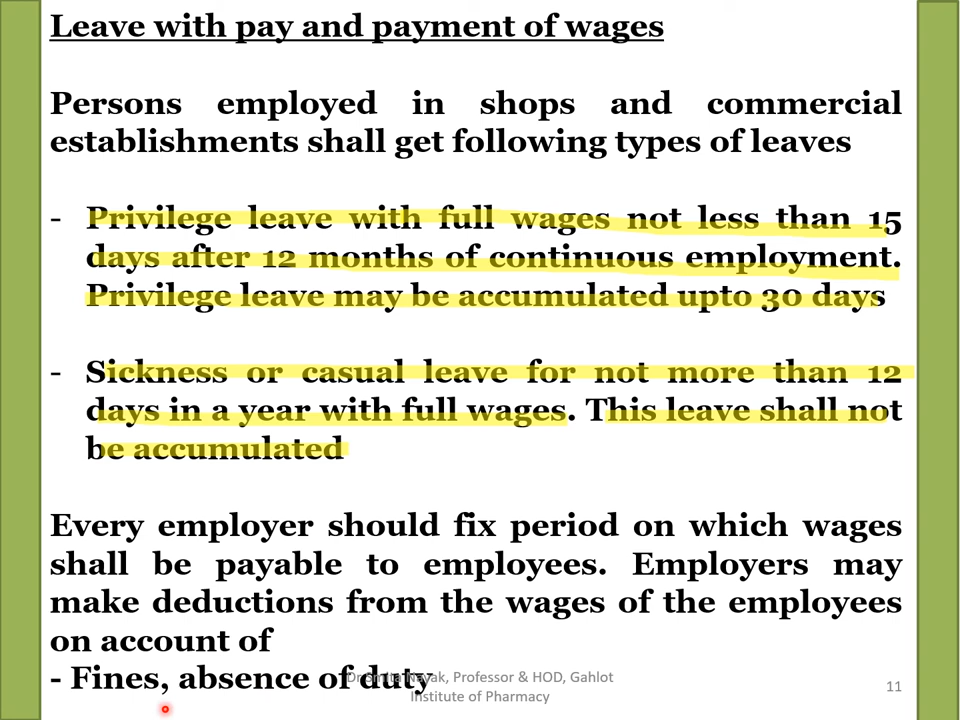 Leave with pay and payment of wages
Persons employed in shops and commercial
establishments shall get following types of leaves
- Privilege leave with full wages not less than 15
days after 12 months of continuous employment.
Privilege leave may be accumulated upto 30 days
- Sickness or casual leave for not more than 12
days in a year with full wages. This leave shall not
be accumulated
Every employer should fix period on which wages
shall be payable to employees. Employers may
make deductions from the wages of the employees
on account of
- Fines, absence of duty
Dr Smita Nayak, Professor & HOD, Gahlot
Institute of Pharmacy
11